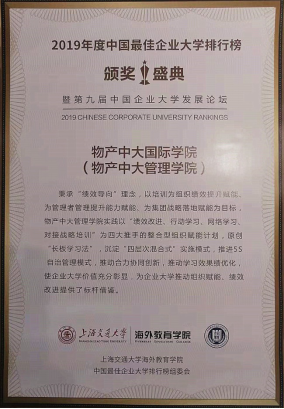 2019年度中国最佳企业大学排行榜
颁奖盛典
暨第九届中国企业大学发展论坛
2019 CHINESE CORPORATE UNIVERSITY RANKINGS
物产中大国际学院
（物产中大管理学院）
秉承“绩效导向”理念，以培训为组织绩效提升赋能、
为管理者管理提升能力赋能、为集团战略落地赋能为目标，
物产中大管理学院实践以“绩效改进、行动学习、网络学习、
对接战略培训”为四大推手的整合型组织赋能计划，原创
“长板学习法”，沉淀“四层次混合式”实施模式，推进5S
自治管理模式，推动合力协同创新，推动学习效果绩效化，
使企业大学价值充分彰显，为企业大学推动组织赋能、绩效
改进提供了标杆借鉴。
上海交通大学
海外教育学院
上海交通大学海外教育学院
中国最佳企业大学排行榜组委会